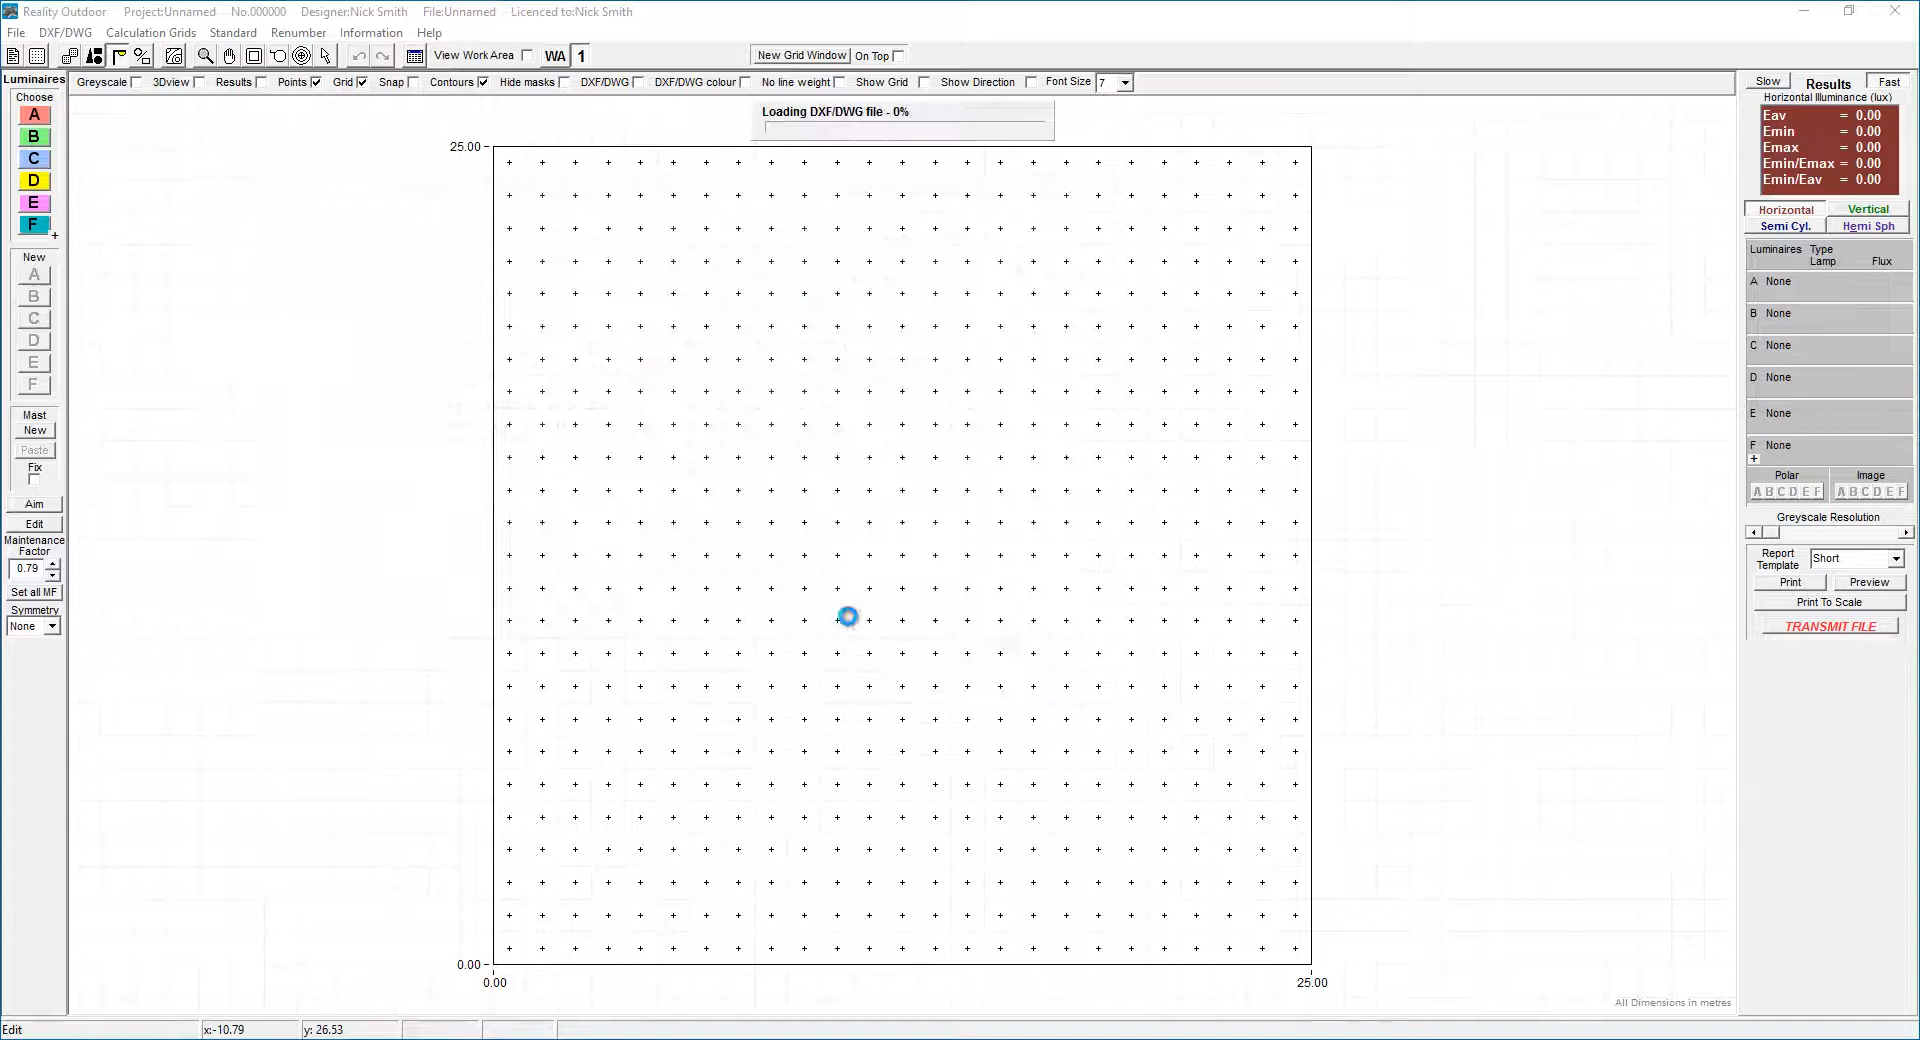 Reality Outdoor Project:Unnamed No.000000 Designer:Nick Smith File:Unnamed Licenced to:Nick Smith
File DXF/DWG Calculation Grids Standard Renumber Information Help
View Work Area WA 1 New Grid Window On Top
Luminaires Greyscale 3Dview Results Points Grid Snap Contours Hide masks DXF/DWG DXF/DWG colour No line weight Show Grid Show Direction Font Size 7
Choose
A
B
C
D
E
F
+
New
A
B
C
D
E
F
Mast
New
Paste
Fix
Aim
Edit
Maintenance
Factor
0.79
Set all MF
Symmetry
None
Loading DXF/DWG file - 0%
25.00
0.00
0.00 25.00
All Dimensions in metres
Slow Results Fast
Horizontal Illuminance (lux)
Eav = 0.00
Emin = 0.00
Emax = 0.00
Emin/Emax = 0.00
Emin/Eav = 0.00
Horizontal Vertical
Semi Cyl. Hemi Sph
Luminaires Type
Lamp Flux
A None
B None
C None
D None
E None
F None
+
Polar Image
A B C D E F A B C D E F
Greyscale Resolution
Report
Template Short
Print Preview
Print To Scale
TRANSMIT FILE
Edit x:-10.79 y: 26.53